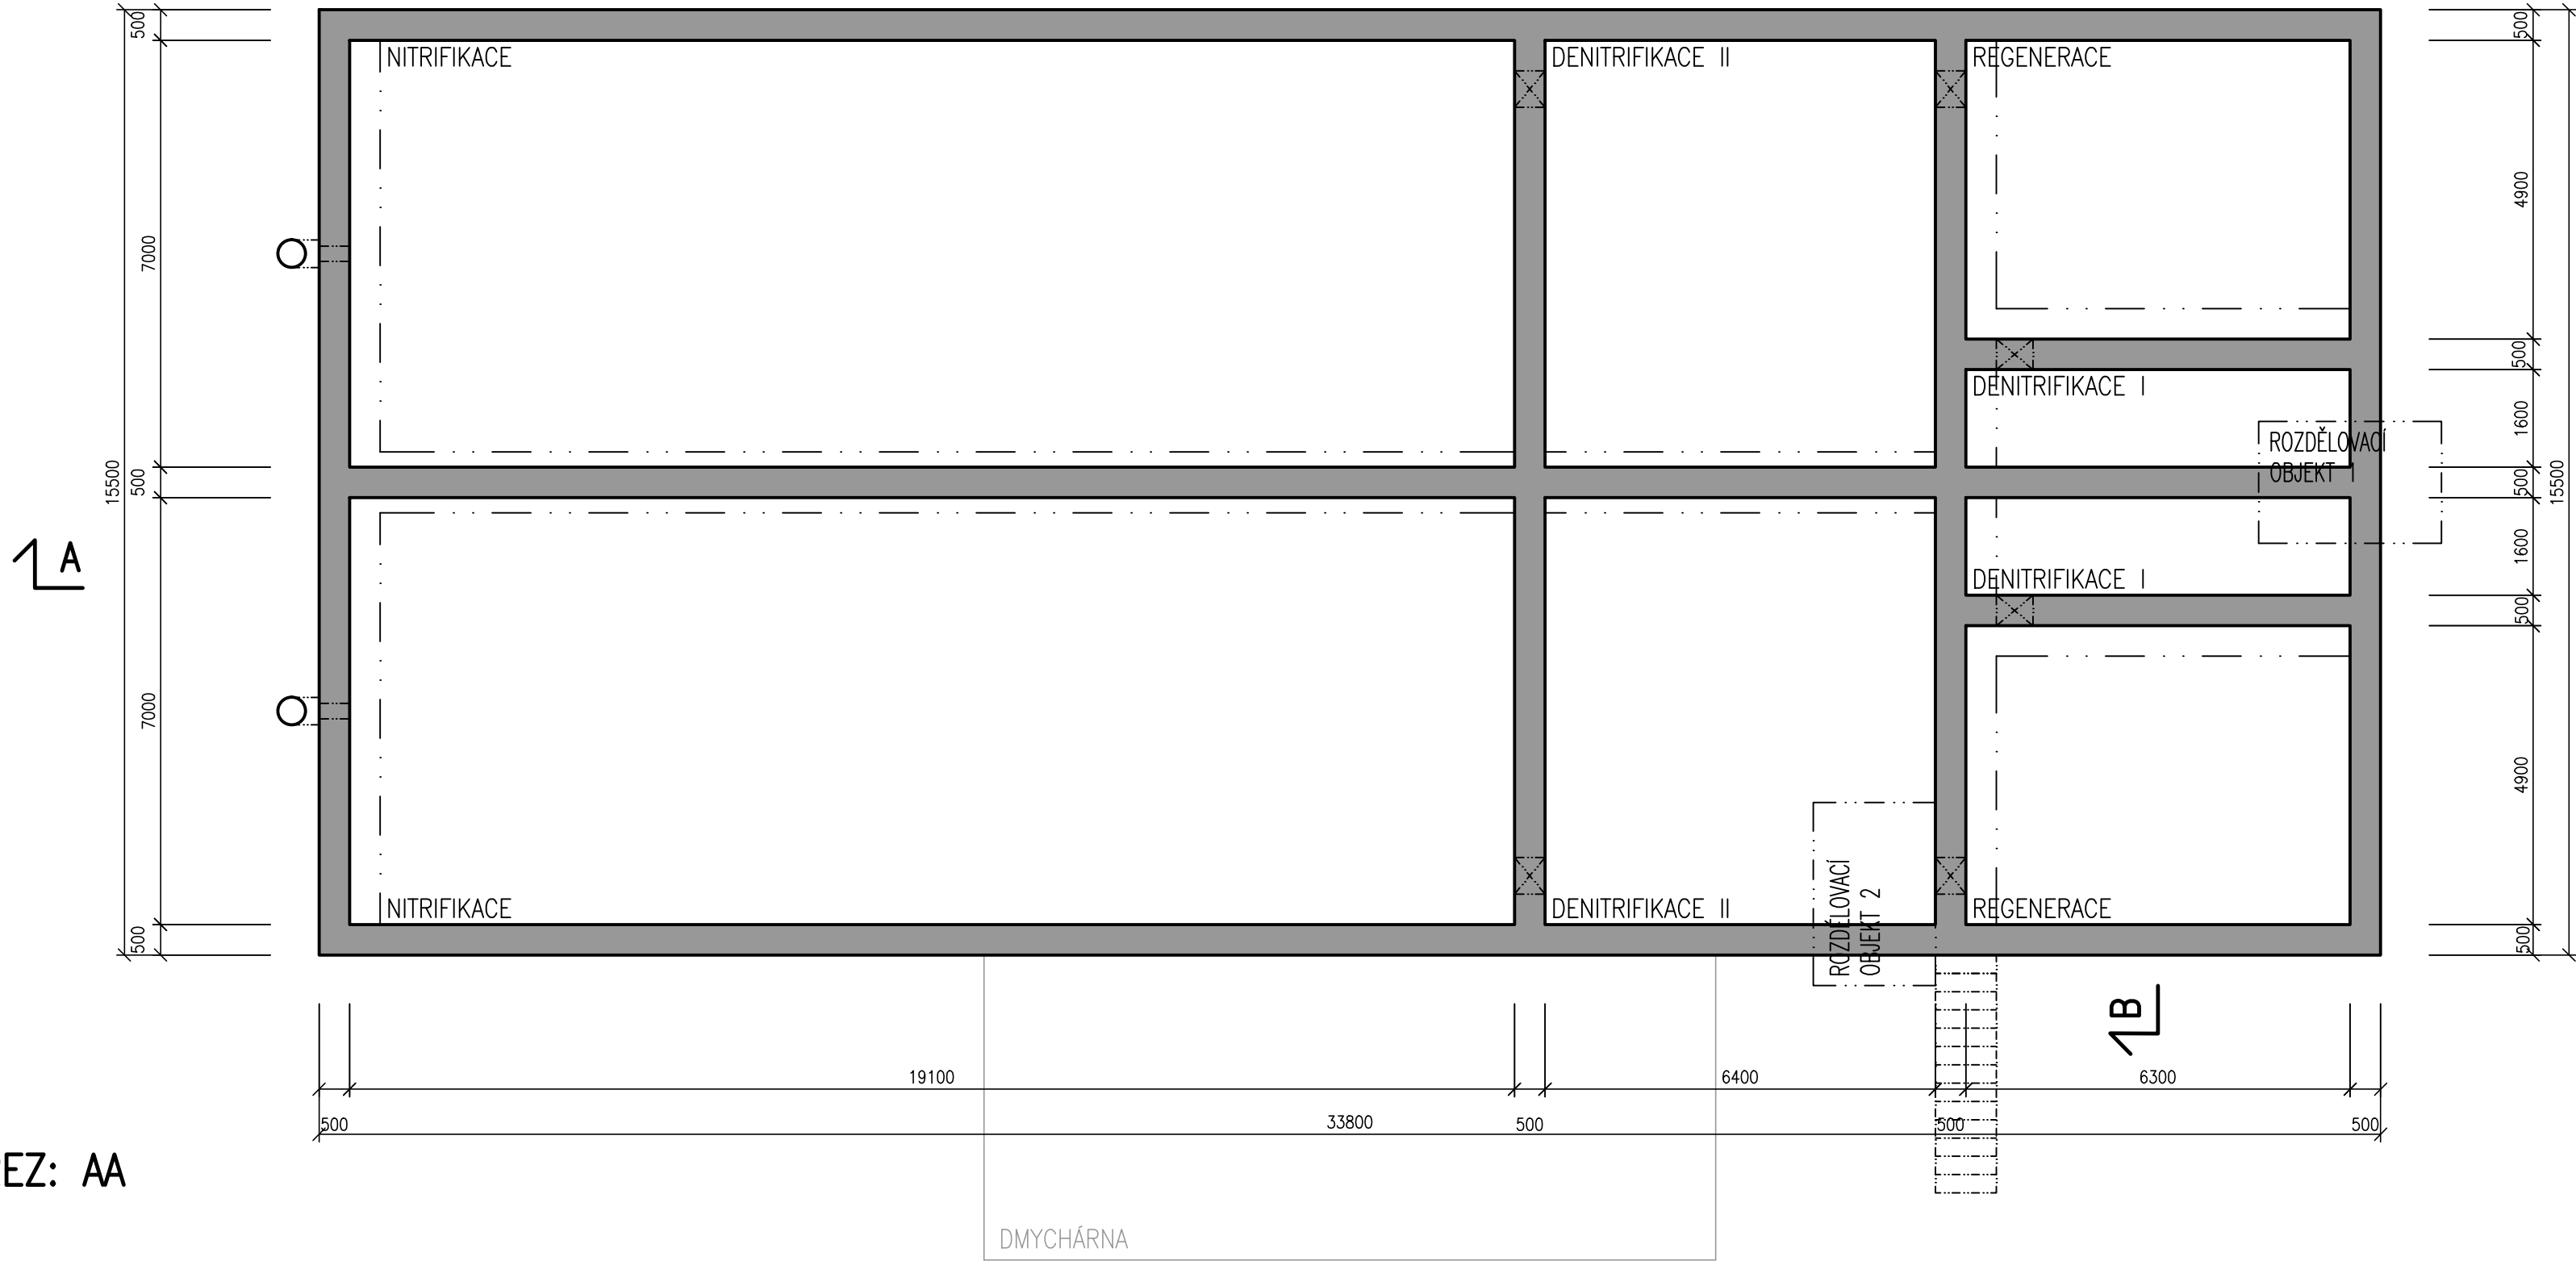 500
500
NITRIFIKACE
DENITRIFIKACE II
REGENERACE
7000
4900
500
DENITRIFIKACE I
1600
ROZDĚLOVACÍ
OBJEKT 1
15500
500
500
15500
A
1600
DENITRIFIKACE I
500
7000
4900
ROZDĚLOVACÍ
OBJEKT 2
NITRIFIKACE
DENITRIFIKACE II
REGENERACE
500
500
B
19100
6400
6300
500
33800
500
500
500
EZ: AA
DMYCHÁRNA